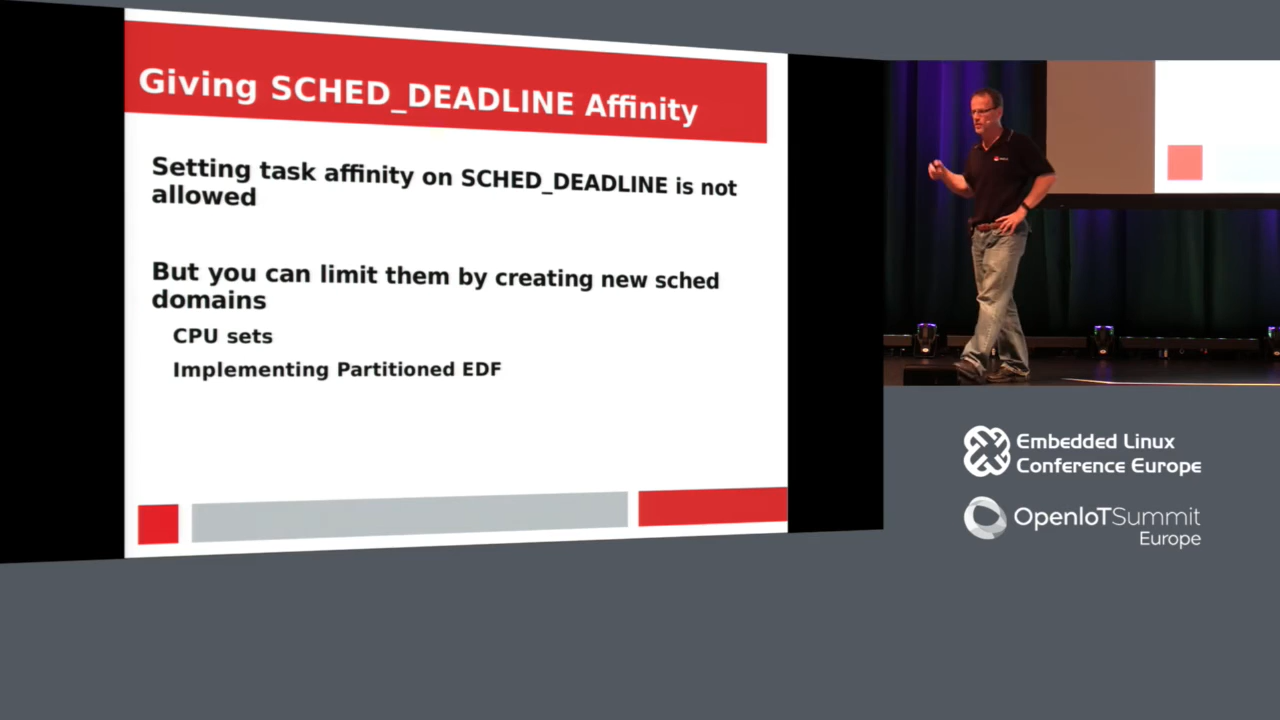 Giving SCHED_DEADLINE Affinity
Setting task affinity on SCHED_DEADLINE is not
allowed
But you can limit them by creating new sched
domains
CPU sets
Implementing Partitioned EDF
Embedded Linux
Conference Europe
OpenIoTSummit
Europe